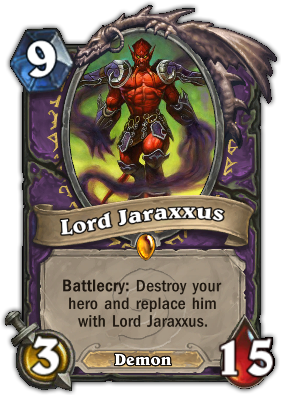 9
Lord Jaraxxus
Battlecry: Destroy your
hero and replace him
with Lord Jaraxxus.
3
Demon
15